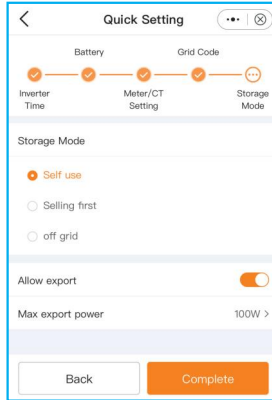 Quick Setting
Battery Grid Code
Inverter Time Meter/CT Setting Storage Mode
Storage Mode
Self use
Selling first
off grid
Allow export
Max export power 100W >
Back Complete